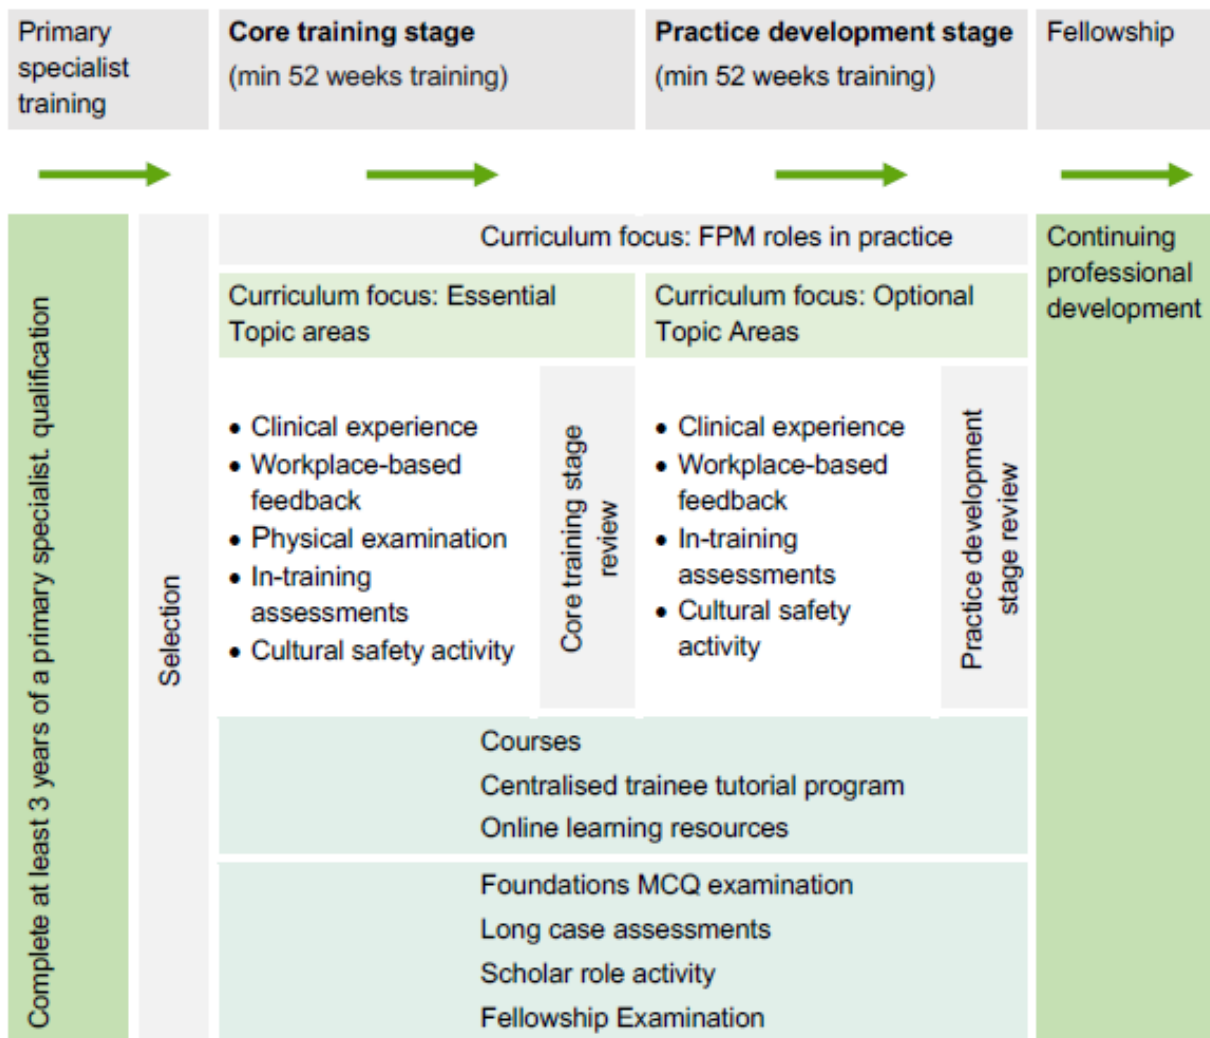 Primary
specialist
training
Core training stage
(min 52 weeks training)
Practice development stage
(min 52 weeks training)
Fellowship
Complete at least 3 years of a primary specialist. qualification
Selection
Curriculum focus: FPM roles in practice
Curriculum focus: Essential
Topic areas
Curriculum focus: Optional
Topic Areas
• Clinical experience
• Workplace-based
feedback
• Physical examination
• In-training
assessments
• Cultural safety activity
Core training stage
review
• Clinical experience
• Workplace-based
feedback
• In-training
assessments
• Cultural safety
activity
Practice development
stage review
Courses
Centralised trainee tutorial program
Online learning resources
Foundations MCQ examination
Long case assessments
Scholar role activity
Fellowship Examination
Continuing
professional
development